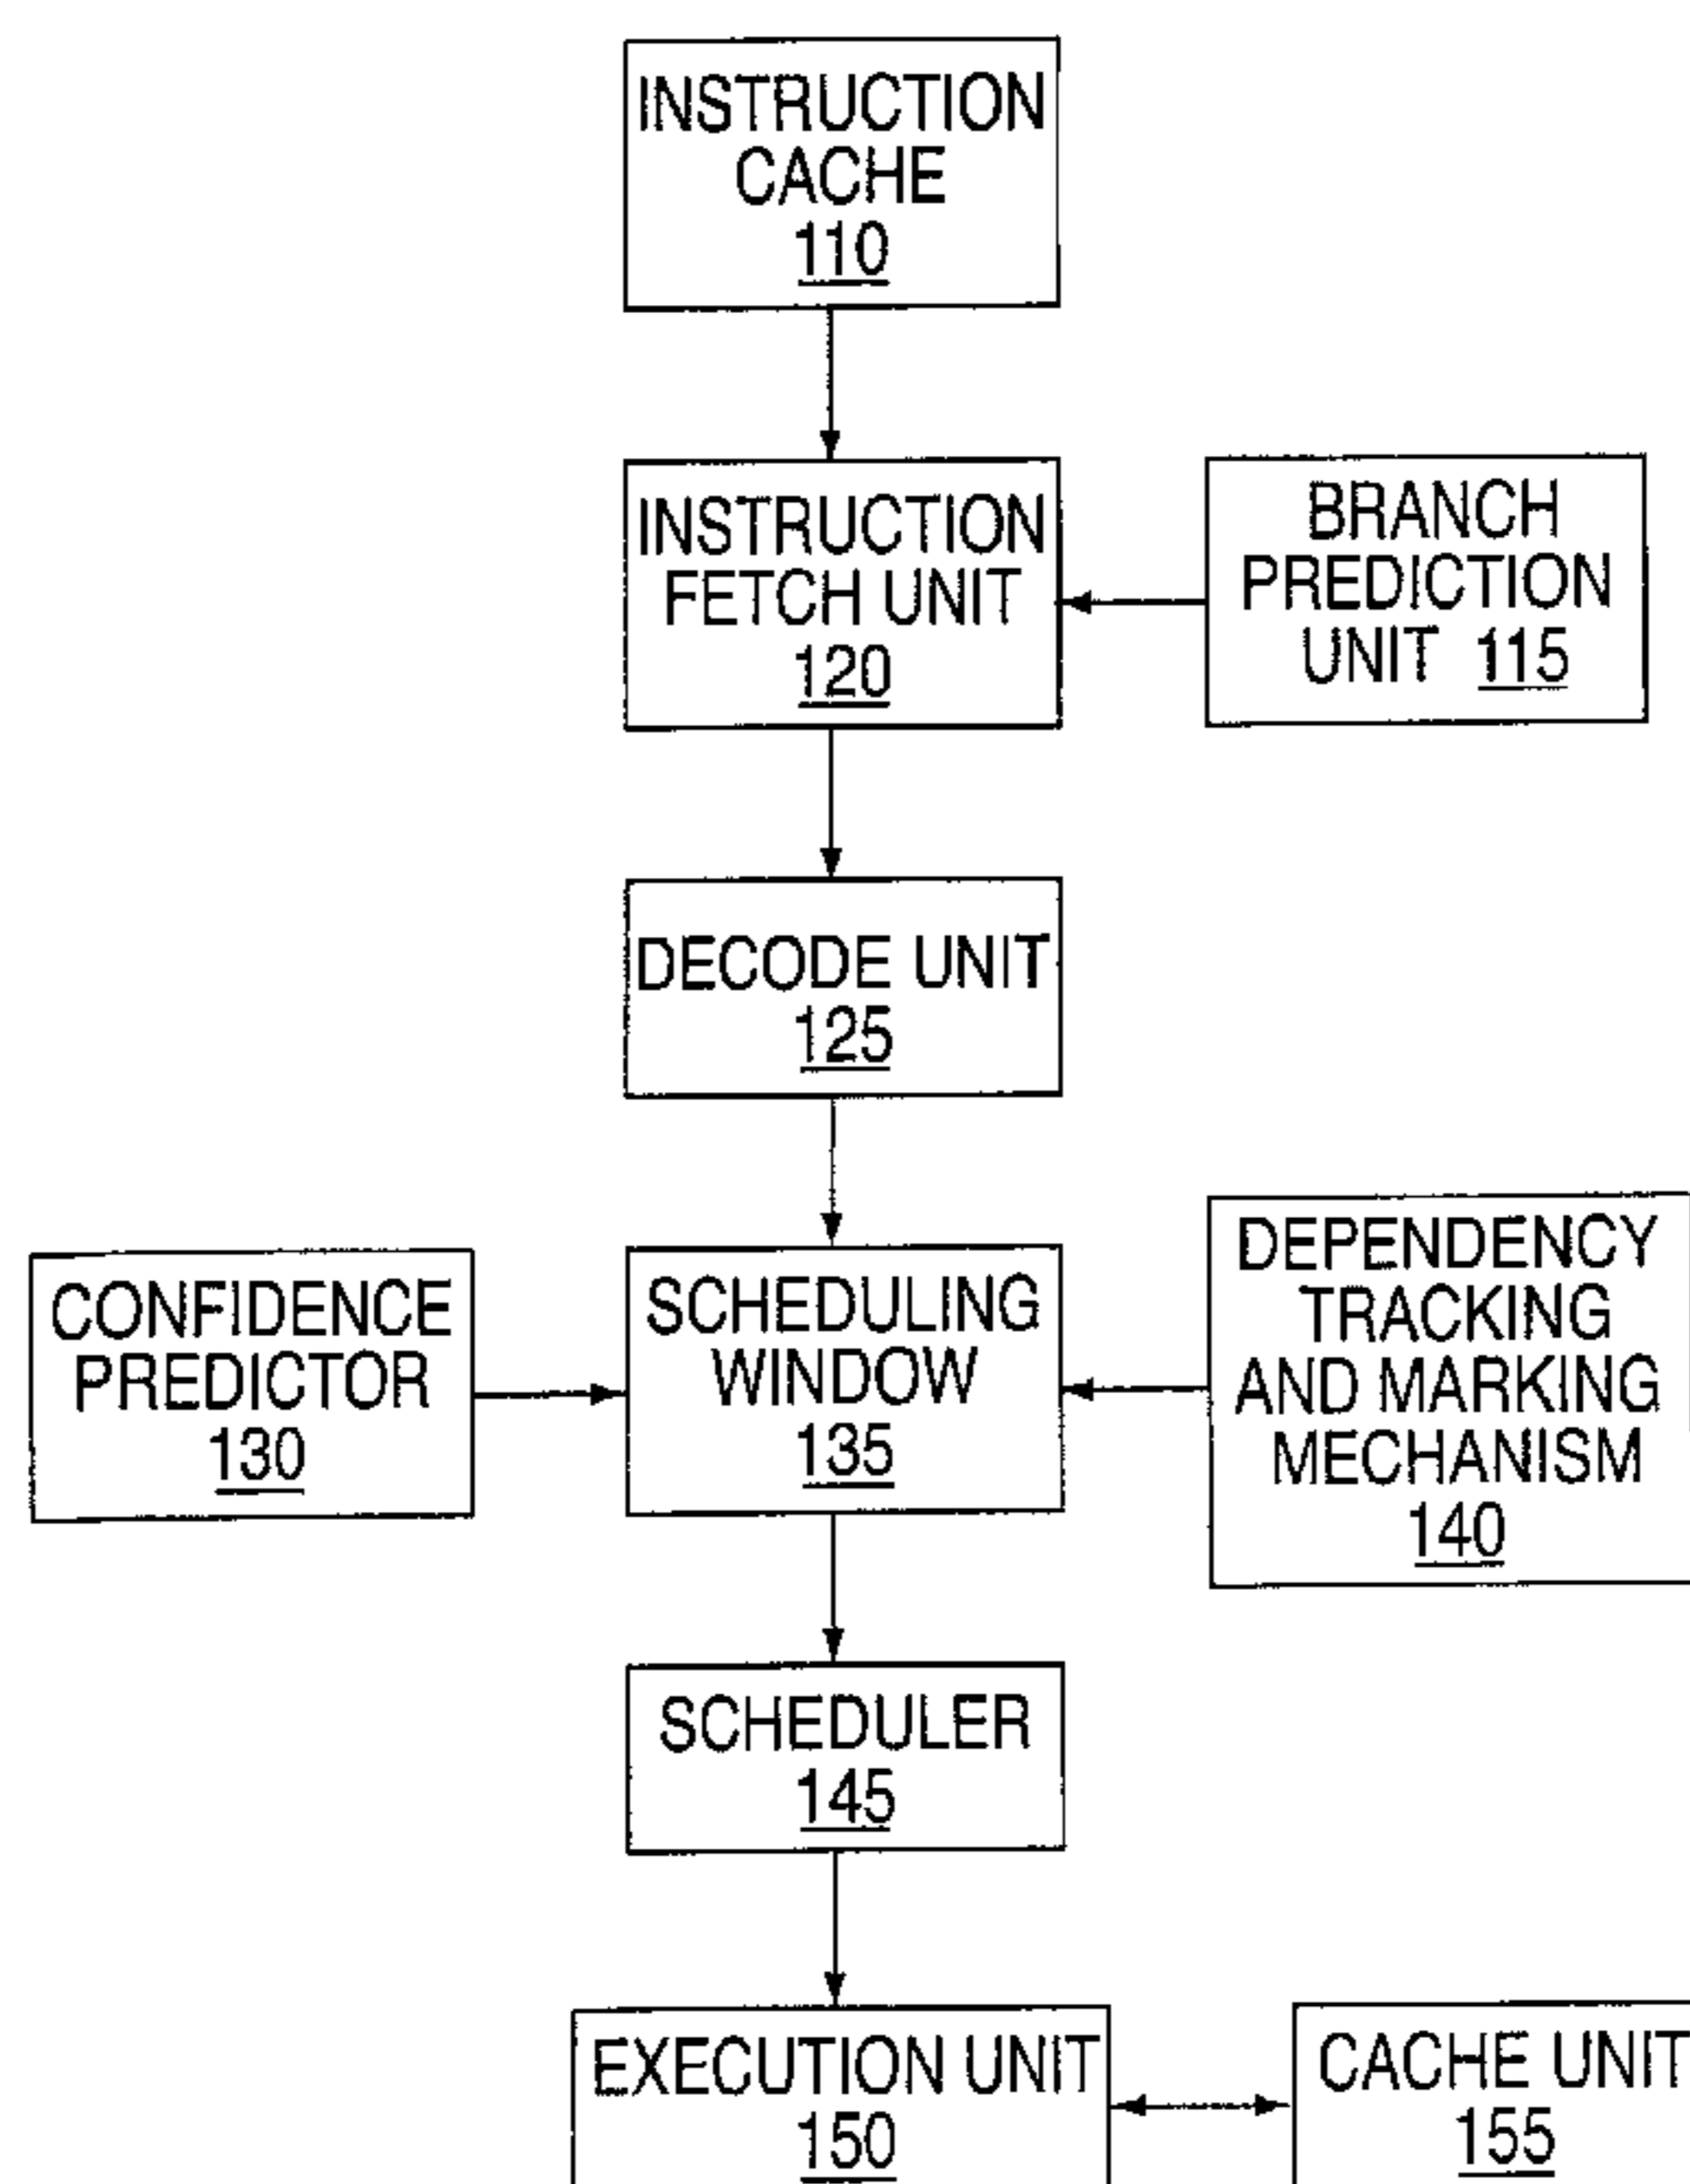 INSTRUCTION
CACHE
110
INSTRUCTION
FETCH UNIT
120
BRANCH
PREDICTION
UNIT 115
DECODE UNIT
125
CONFIDENCE
PREDICTOR
130
SCHEDULING
WINDOW
135
DEPENDENCY
TRACKING
AND MARKING
MECHANISM
140
SCHEDULER
145
EXECUTION UNIT
150
CACHE UNIT
155